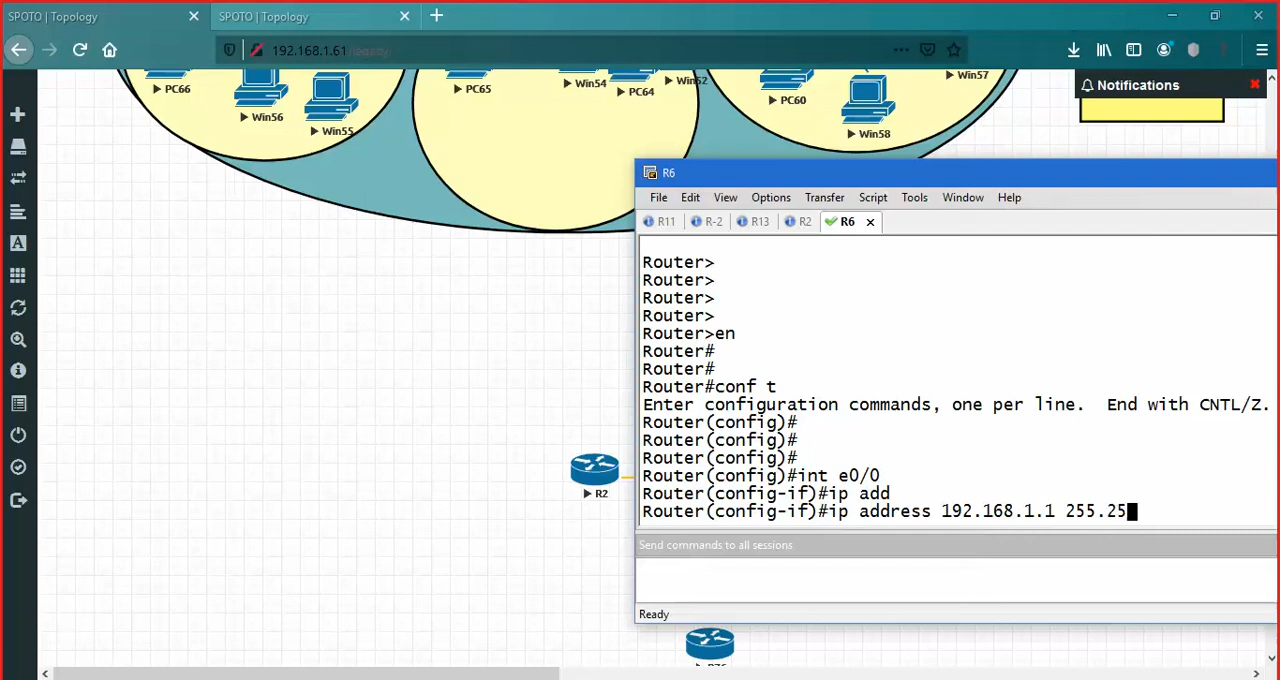 SPOTO | Topology
SPOTO | Topology
192.168.1.61/legacy
PC66
Win56
Win55
PC65
Win54
PC64
Win52
PC60
Win57
Win58
Notifications
R6
File Edit View Options Transfer Script Tools Window Help
R11 R-2 R13 R2 R6
Router>
Router>
Router>
Router>
Router>en
Router#
Router#
Router#conf t
Enter configuration commands, one per line. End with CNTL/Z.
Router(config)#
Router(config)#
Router(config)#
Router(config)#int e0/0
Router(config-if)#ip add
Router(config-if)#ip address 192.168.1.1 255.25
R2
Send commands to all sessions
Ready